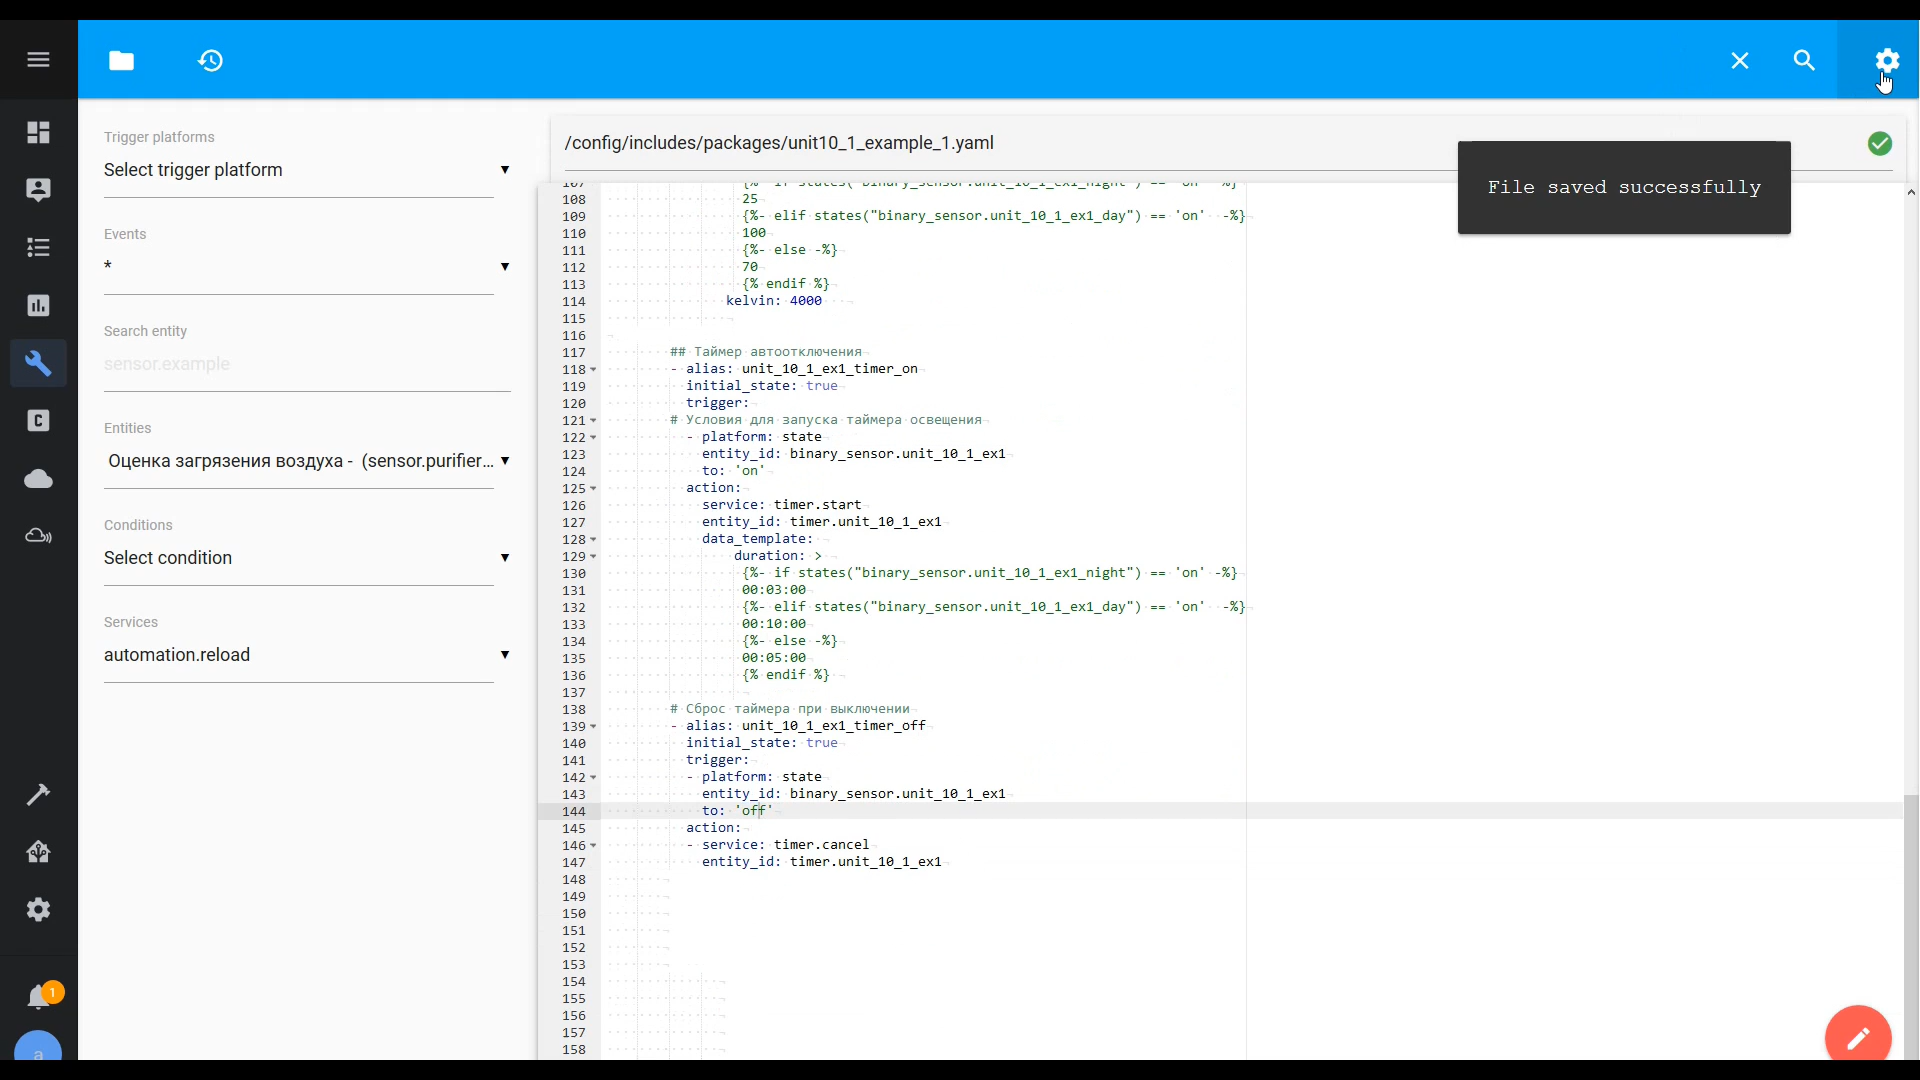 /config/includes/packages/unit10_1_example_1.yaml
File saved successfully
Trigger platforms
Select trigger platform
Events
*
Search entity
sensor.example
Entities
Оценка загрязения воздуха - (sensor.purifier...
Conditions
Select condition
Services
automation.reload
1
a
107 {%- if states("binary_sensor.unit_10_1_ex1_night") == 'on' -%}
108 25
109 {%- elif states("binary_sensor.unit_10_1_ex1_day") == 'on' -%}
110 100
111 {%- else -%}
112 70
113 {% endif %}
114 kelvin: 4000
115
116
117 ## Таймер автоотключения
118 - alias: unit_10_1_ex1_timer_on
119 initial_state: true
120 trigger:
121 # Условия для запуска таймера освещения
122 - platform: state
123 entity_id: binary_sensor.unit_10_1_ex1
124 to: 'on'
125 action:
126 service: timer.start
127 entity_id: timer.unit_10_1_ex1
128 data_template:
129 duration: >
130 {%- if states("binary_sensor.unit_10_1_ex1_night") == 'on' -%}
131 00:03:00
132 {%- elif states("binary_sensor.unit_10_1_ex1_day") == 'on' -%}
133 00:10:00
134 {%- else -%}
135 00:05:00
136 {% endif %}
137
138 # Сброс таймера при выключении
139 - alias: unit_10_1_ex1_timer_off
140 initial_state: true
141 trigger:
142 - platform: state
143 entity_id: binary_sensor.unit_10_1_ex1
144 to: 'off'
145 action:
146 - service: timer.cancel
147 entity_id: timer.unit_10_1_ex1
148
149
150
151
152
153
154
155
156
157
158